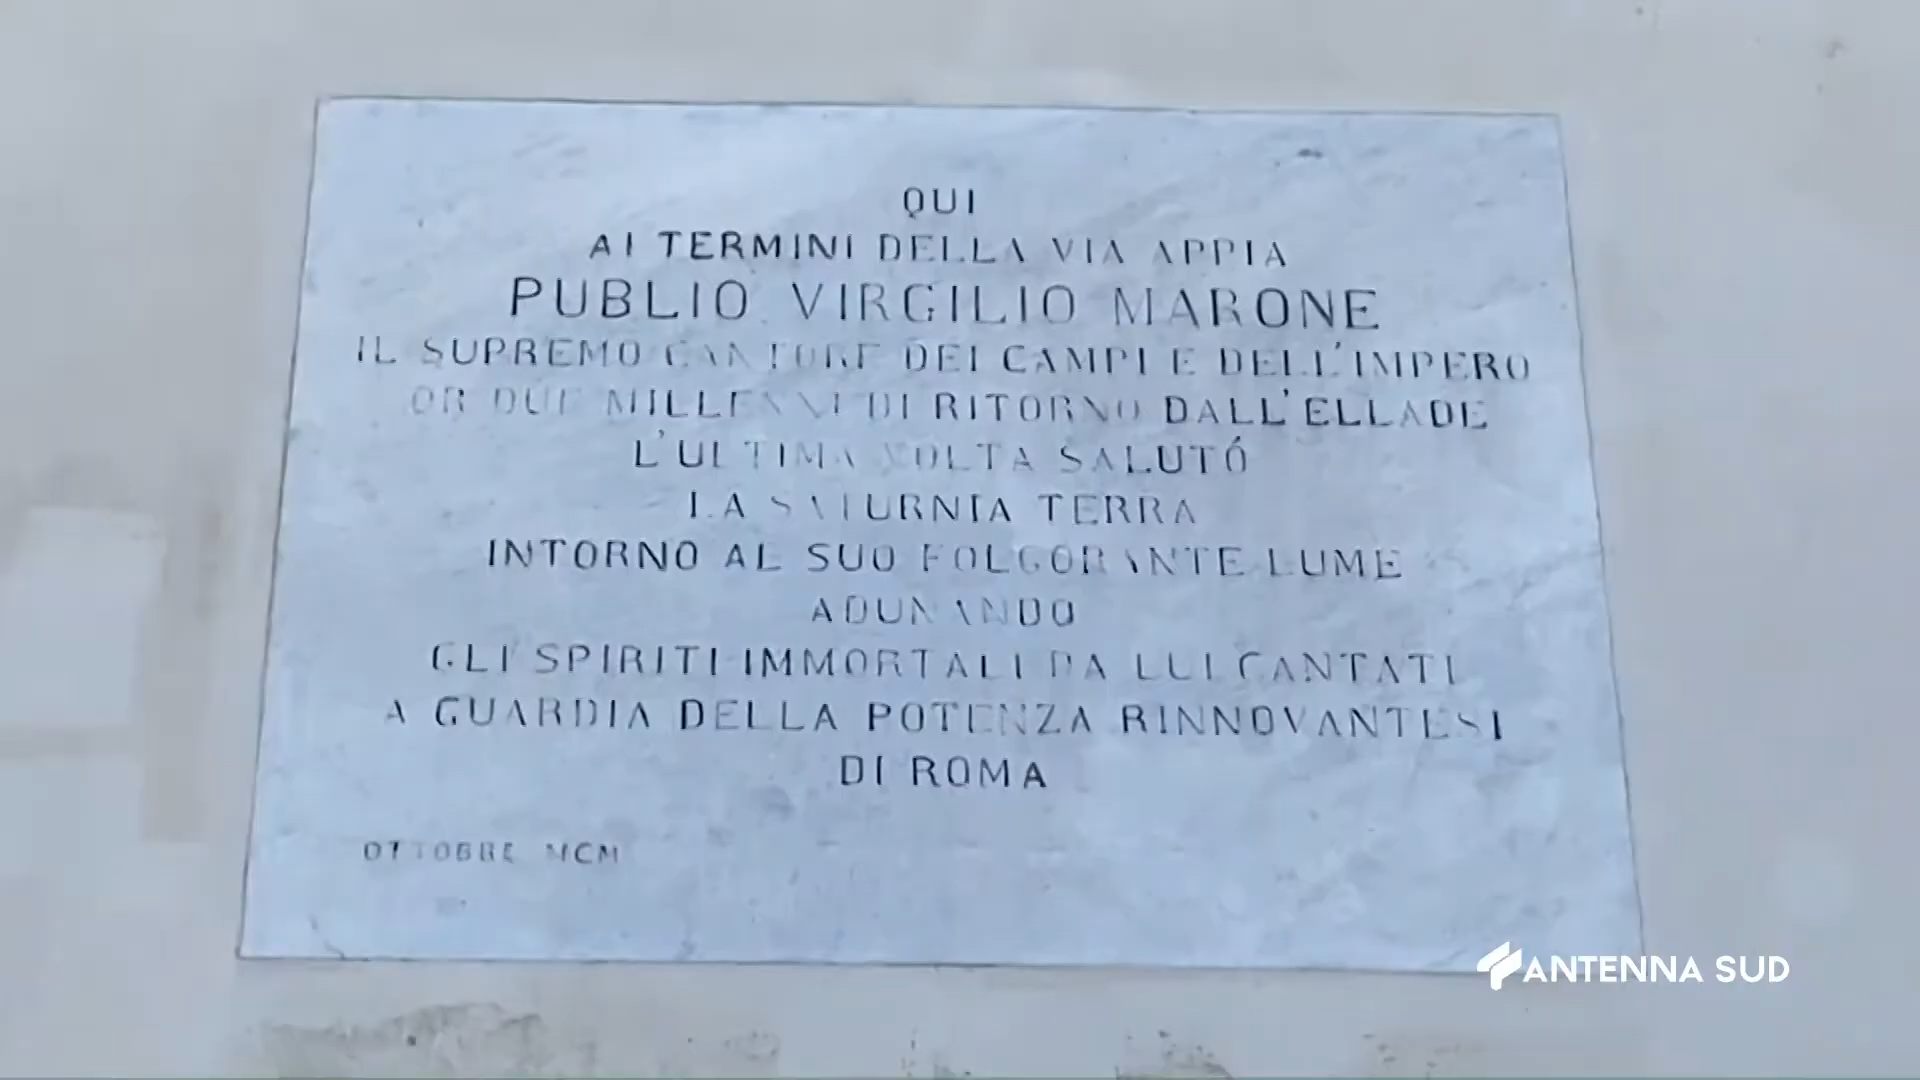 QUI
AI TERMINI DELLA VIA APPIA
PUBLIO VIRGILIO MARONE
IL SUPREMO CANTORE DEI CAMPI E DELL'IMPERO
OR DUE MILLENNI DI RITORNO DALL'ELLADE
L'ULTIMA VOLTA SALUTÓ
LA SATURNIA TERRA
INTORNO AL SUO FOLGORANTE LUME
ADUNANDO
GLI SPIRITI IMMORTALI DA LUI CANTATI
A GUARDIA DELLA POTENZA RINNOVANTESI
DI ROMA
OTTOBRE MCM
ANTENNA SUD